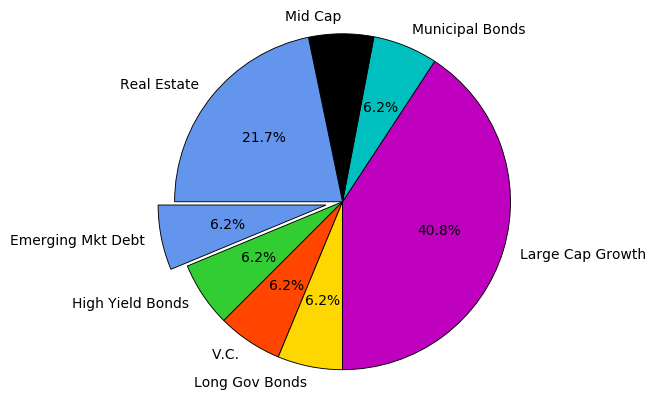 Mid Cap
Municipal Bonds
Real Estate
6.2%
21.7%
6.2%
Emerging Mkt Debt
40.8%
Large Cap Growth
6.2%
6.2%
High Yield Bonds
6.2%
V.C.
Long Gov Bonds